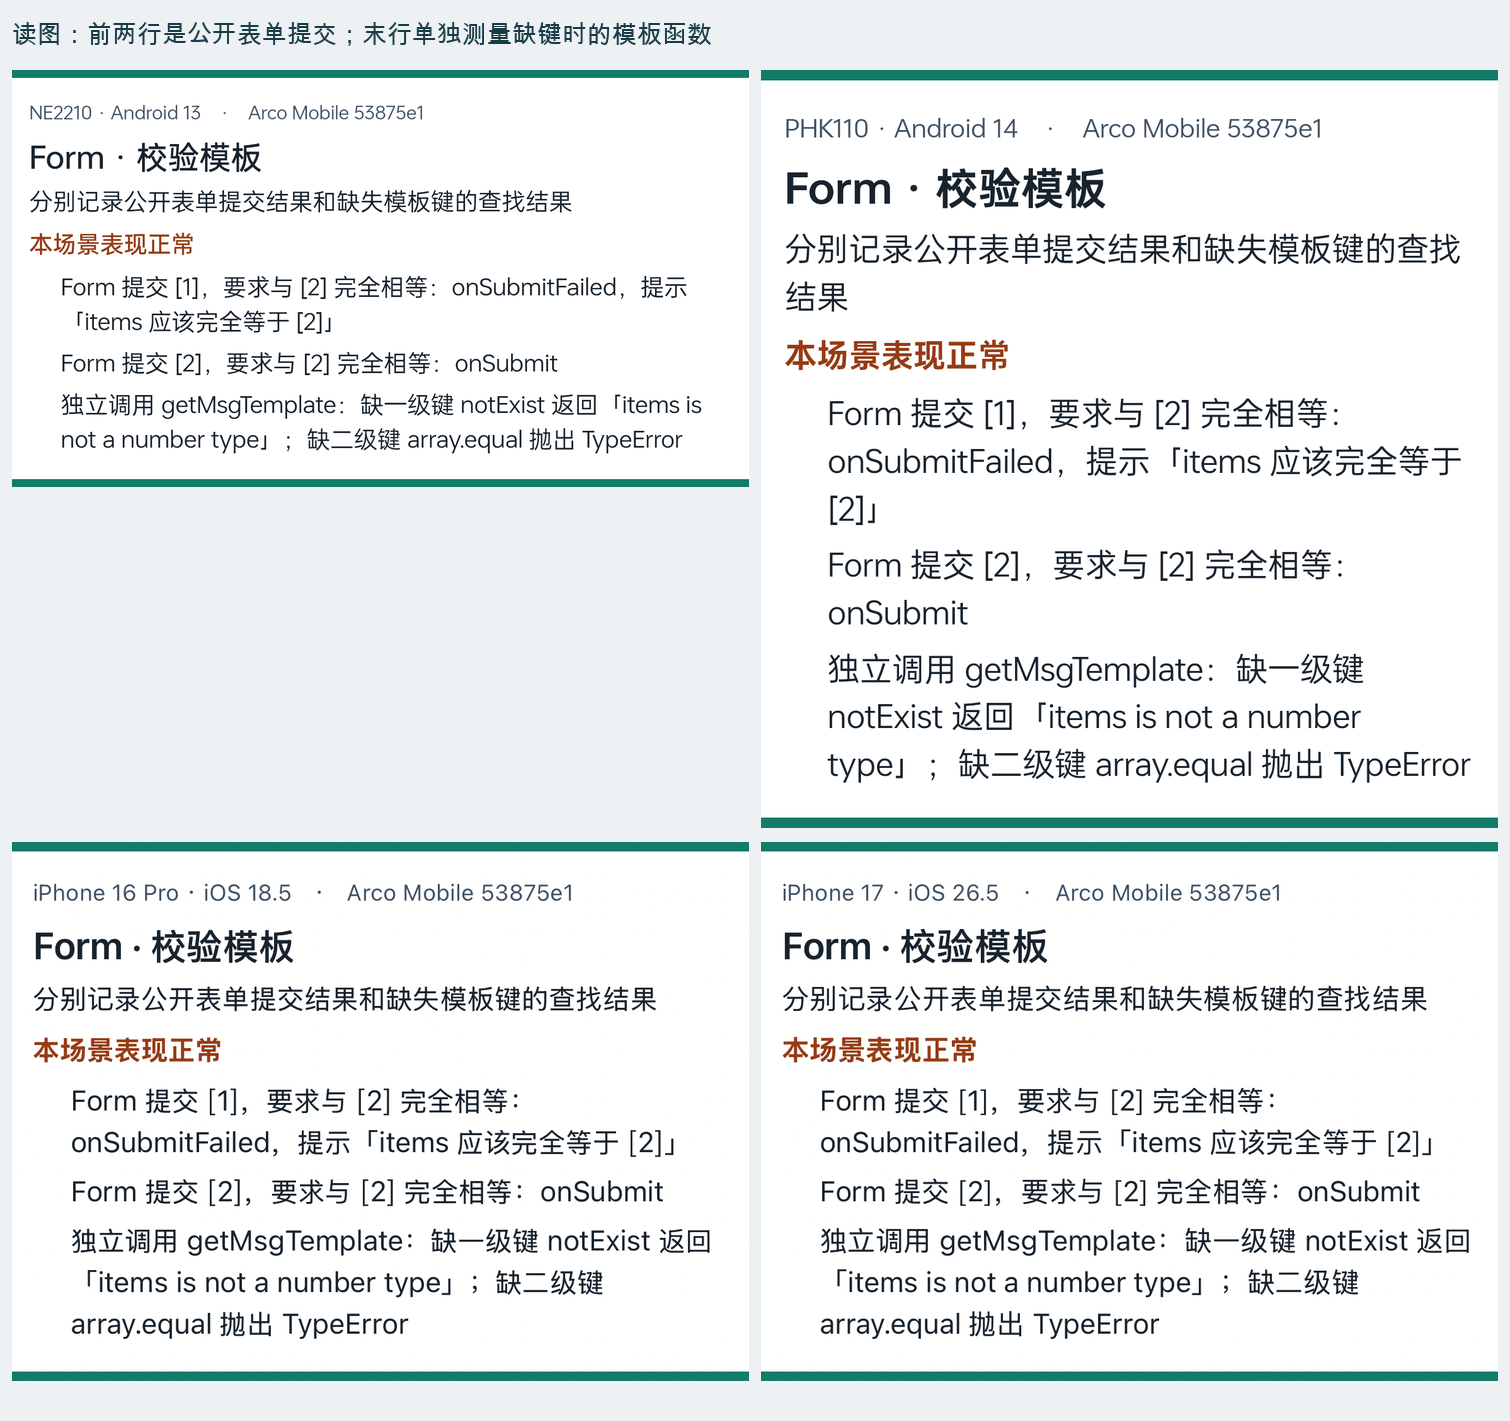 读图：前两行是公开表单提交；末行单独测量缺键时的模板函数
NE2210 · Android 13 · Arco Mobile 53875e1
Form · 校验模板
分别记录公开表单提交结果和缺失模板键的查找结果
本场景表现正常
Form 提交 [1]，要求与 [2] 完全相等：onSubmitFailed，提示
「items 应该完全等于 [2]」
Form 提交 [2]，要求与 [2] 完全相等：onSubmit
独立调用 getMsgTemplate：缺一级键 notExist 返回「items is
not a number type」；缺二级键 array.equal 抛出 TypeError
PHK110 · Android 14 · Arco Mobile 53875e1
Form · 校验模板
分别记录公开表单提交结果和缺失模板键的查找
结果
本场景表现正常
Form 提交 [1]，要求与 [2] 完全相等：
onSubmitFailed，提示「items 应该完全等于
[2]」
Form 提交 [2]，要求与 [2] 完全相等：
onSubmit
独立调用 getMsgTemplate：缺一级键
notExist 返回「items is not a number
type」；缺二级键 array.equal 抛出 TypeError
iPhone 16 Pro · iOS 18.5 · Arco Mobile 53875e1
Form · 校验模板
分别记录公开表单提交结果和缺失模板键的查找结果
本场景表现正常
Form 提交 [1]，要求与 [2] 完全相等：
onSubmitFailed，提示「items 应该完全等于 [2]」
Form 提交 [2]，要求与 [2] 完全相等：onSubmit
独立调用 getMsgTemplate：缺一级键 notExist 返回
「items is not a number type」；缺二级键
array.equal 抛出 TypeError
iPhone 17 · iOS 26.5 · Arco Mobile 53875e1
Form · 校验模板
分别记录公开表单提交结果和缺失模板键的查找结果
本场景表现正常
Form 提交 [1]，要求与 [2] 完全相等：
onSubmitFailed，提示「items 应该完全等于 [2]」
Form 提交 [2]，要求与 [2] 完全相等：onSubmit
独立调用 getMsgTemplate：缺一级键 notExist 返回
「items is not a number type」；缺二级键
array.equal 抛出 TypeError